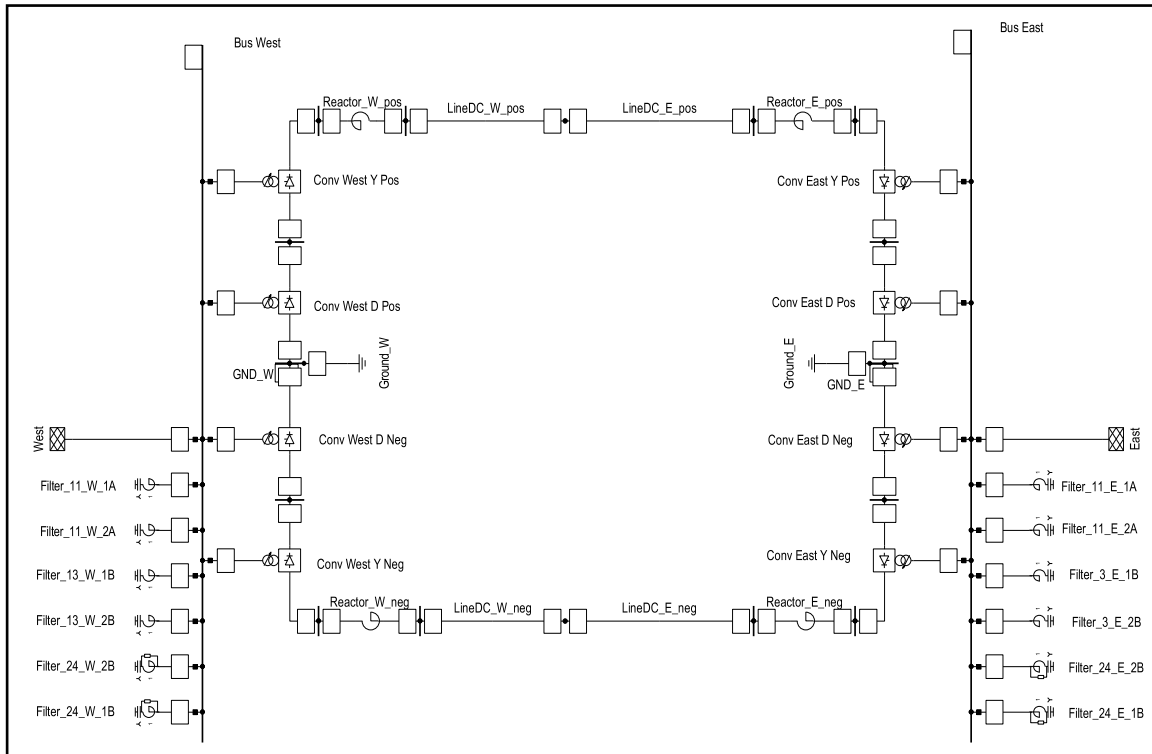 Bus West
Bus East
Reactor_W_pos
LineDC_W_pos
LineDC_E_pos
Reactor_E_pos
Conv West Y Pos
Conv East Y Pos
Conv West D Pos
Conv East D Pos
Ground_W
Ground_E
GND_W
GND_E
West
Conv West D Neg
Conv East D Neg
East
Filter_11_W_1A
Filter_11_E_1A
Filter_11_W_2A
Filter_11_E_2A
Conv West Y Neg
Conv East Y Neg
Filter_13_W_1B
Filter_3_E_1B
Reactor_W_neg
LineDC_W_neg
LineDC_E_neg
Reactor_E_neg
Filter_13_W_2B
Filter_3_E_2B
Filter_24_W_2B
Filter_24_E_2B
Filter_24_W_1B
Filter_24_E_1B